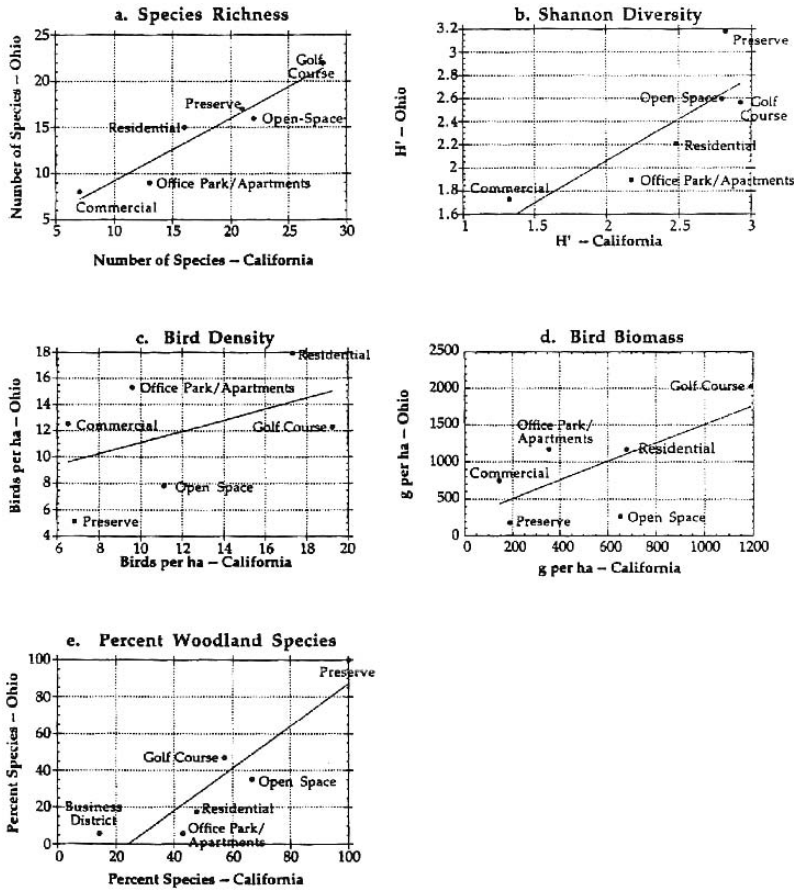 a. Species Richness
Number of Species – Ohio
25
20
15
10
5
Golf
Course
Preserve
Open-Space
Residential
Office Park/Apartments
Commercial
5 10 15 20 25 30
Number of Species – California
b. Shannon Diversity
H' – Ohio
3.2
3
2.8
2.6
2.4
2.2
2
1.8
1.6
Preserve
Open Space
Golf
Course
Residential
Office Park/Apartments
Commercial
1 1.5 2 2.5 3
H' – California
c. Bird Density
Birds per ha – Ohio
18
16
14
12
10
8
6
4
Residential
Office Park/Apartments
Commercial
Golf Course
Open Space
Preserve
6 8 10 12 14 16 18 20
Birds per ha – California
d. Bird Biomass
g per ha – Ohio
2500
2000
1500
1000
500
0
Golf Course
Office Park/
Apartments
Residential
Commercial
Preserve
Open Space
0 200 400 600 800 1000 1200
g per ha – California
e. Percent Woodland Species
Percent Species – Ohio
100
80
60
40
20
0
Preserve
Golf Course
Open Space
Business
District
Residential
Office Park/
Apartments
0 20 40 60 80 100
Percent Species – California